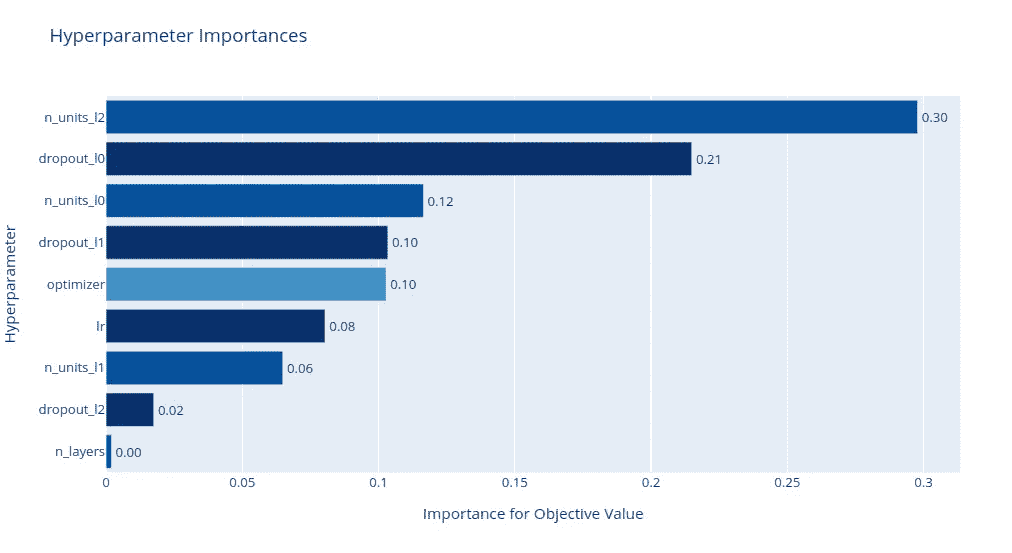 Hyperparameter Importances
Hyperparameter
n_units_l2 0.30
dropout_l0 0.21
n_units_l0 0.12
dropout_l1 0.10
optimizer 0.10
lr 0.08
n_units_l1 0.06
dropout_l2 0.02
n_layers 0.00
0 0.05 0.1 0.15 0.2 0.25 0.3
Importance for Objective Value